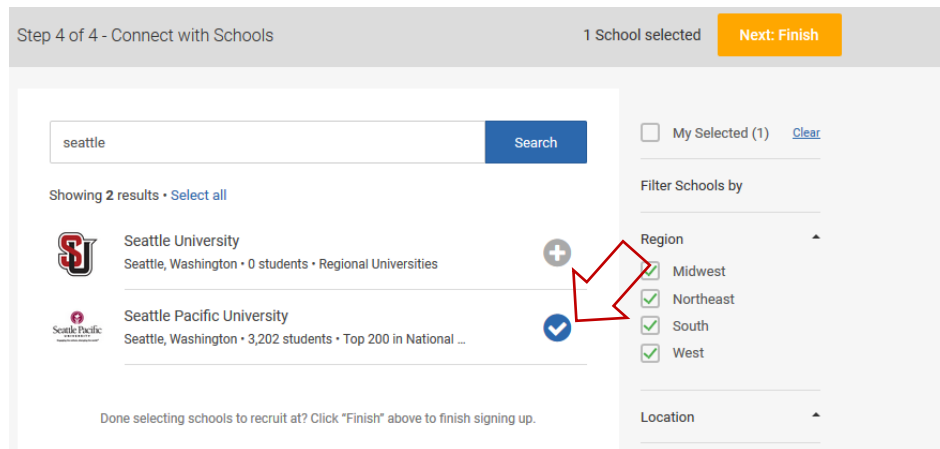 Step 4 of 4 - Connect with Schools
1 School selected
Next: Finish
seattle
Search
Showing 2 results • Select all
Seattle University
Seattle, Washington • 0 students • Regional Universities
Seattle Pacific
UNIVERSITY
Seattle Pacific University
Seattle, Washington • 3,202 students • Top 200 in National ...
Done selecting schools to recruit at? Click "Finish" above to finish signing up.
My Selected (1)
Clear
Filter Schools by
Region
Midwest
Northeast
South
West
Location